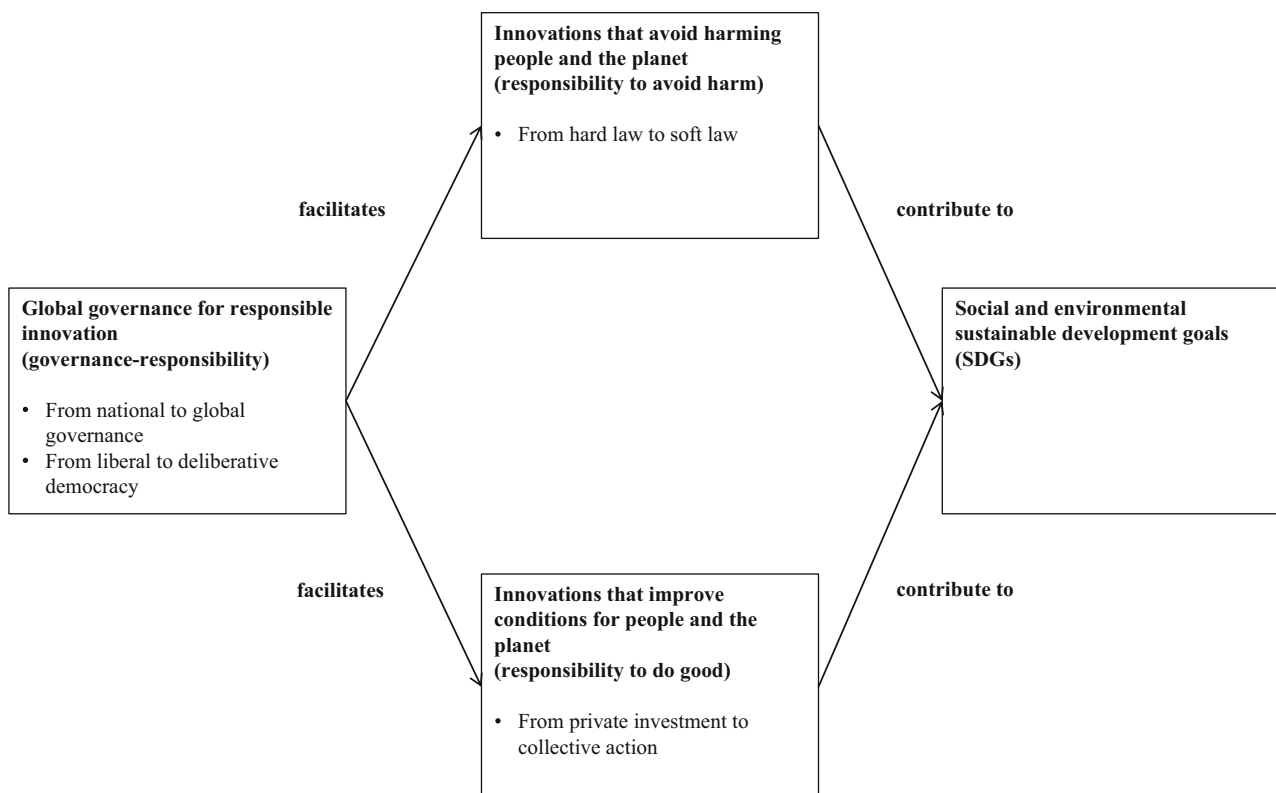 Innovations that avoid harming
people and the planet
(responsibility to avoid harm)
• From hard law to soft law
facilitates
contribute to
Global governance for responsible
innovation
(governance-responsibility)
• From national to global
governance
• From liberal to deliberative
democracy
Social and environmental
sustainable development goals
(SDGs)
facilitates
contribute to
Innovations that improve
conditions for people and the
planet
(responsibility to do good)
• From private investment to
collective action